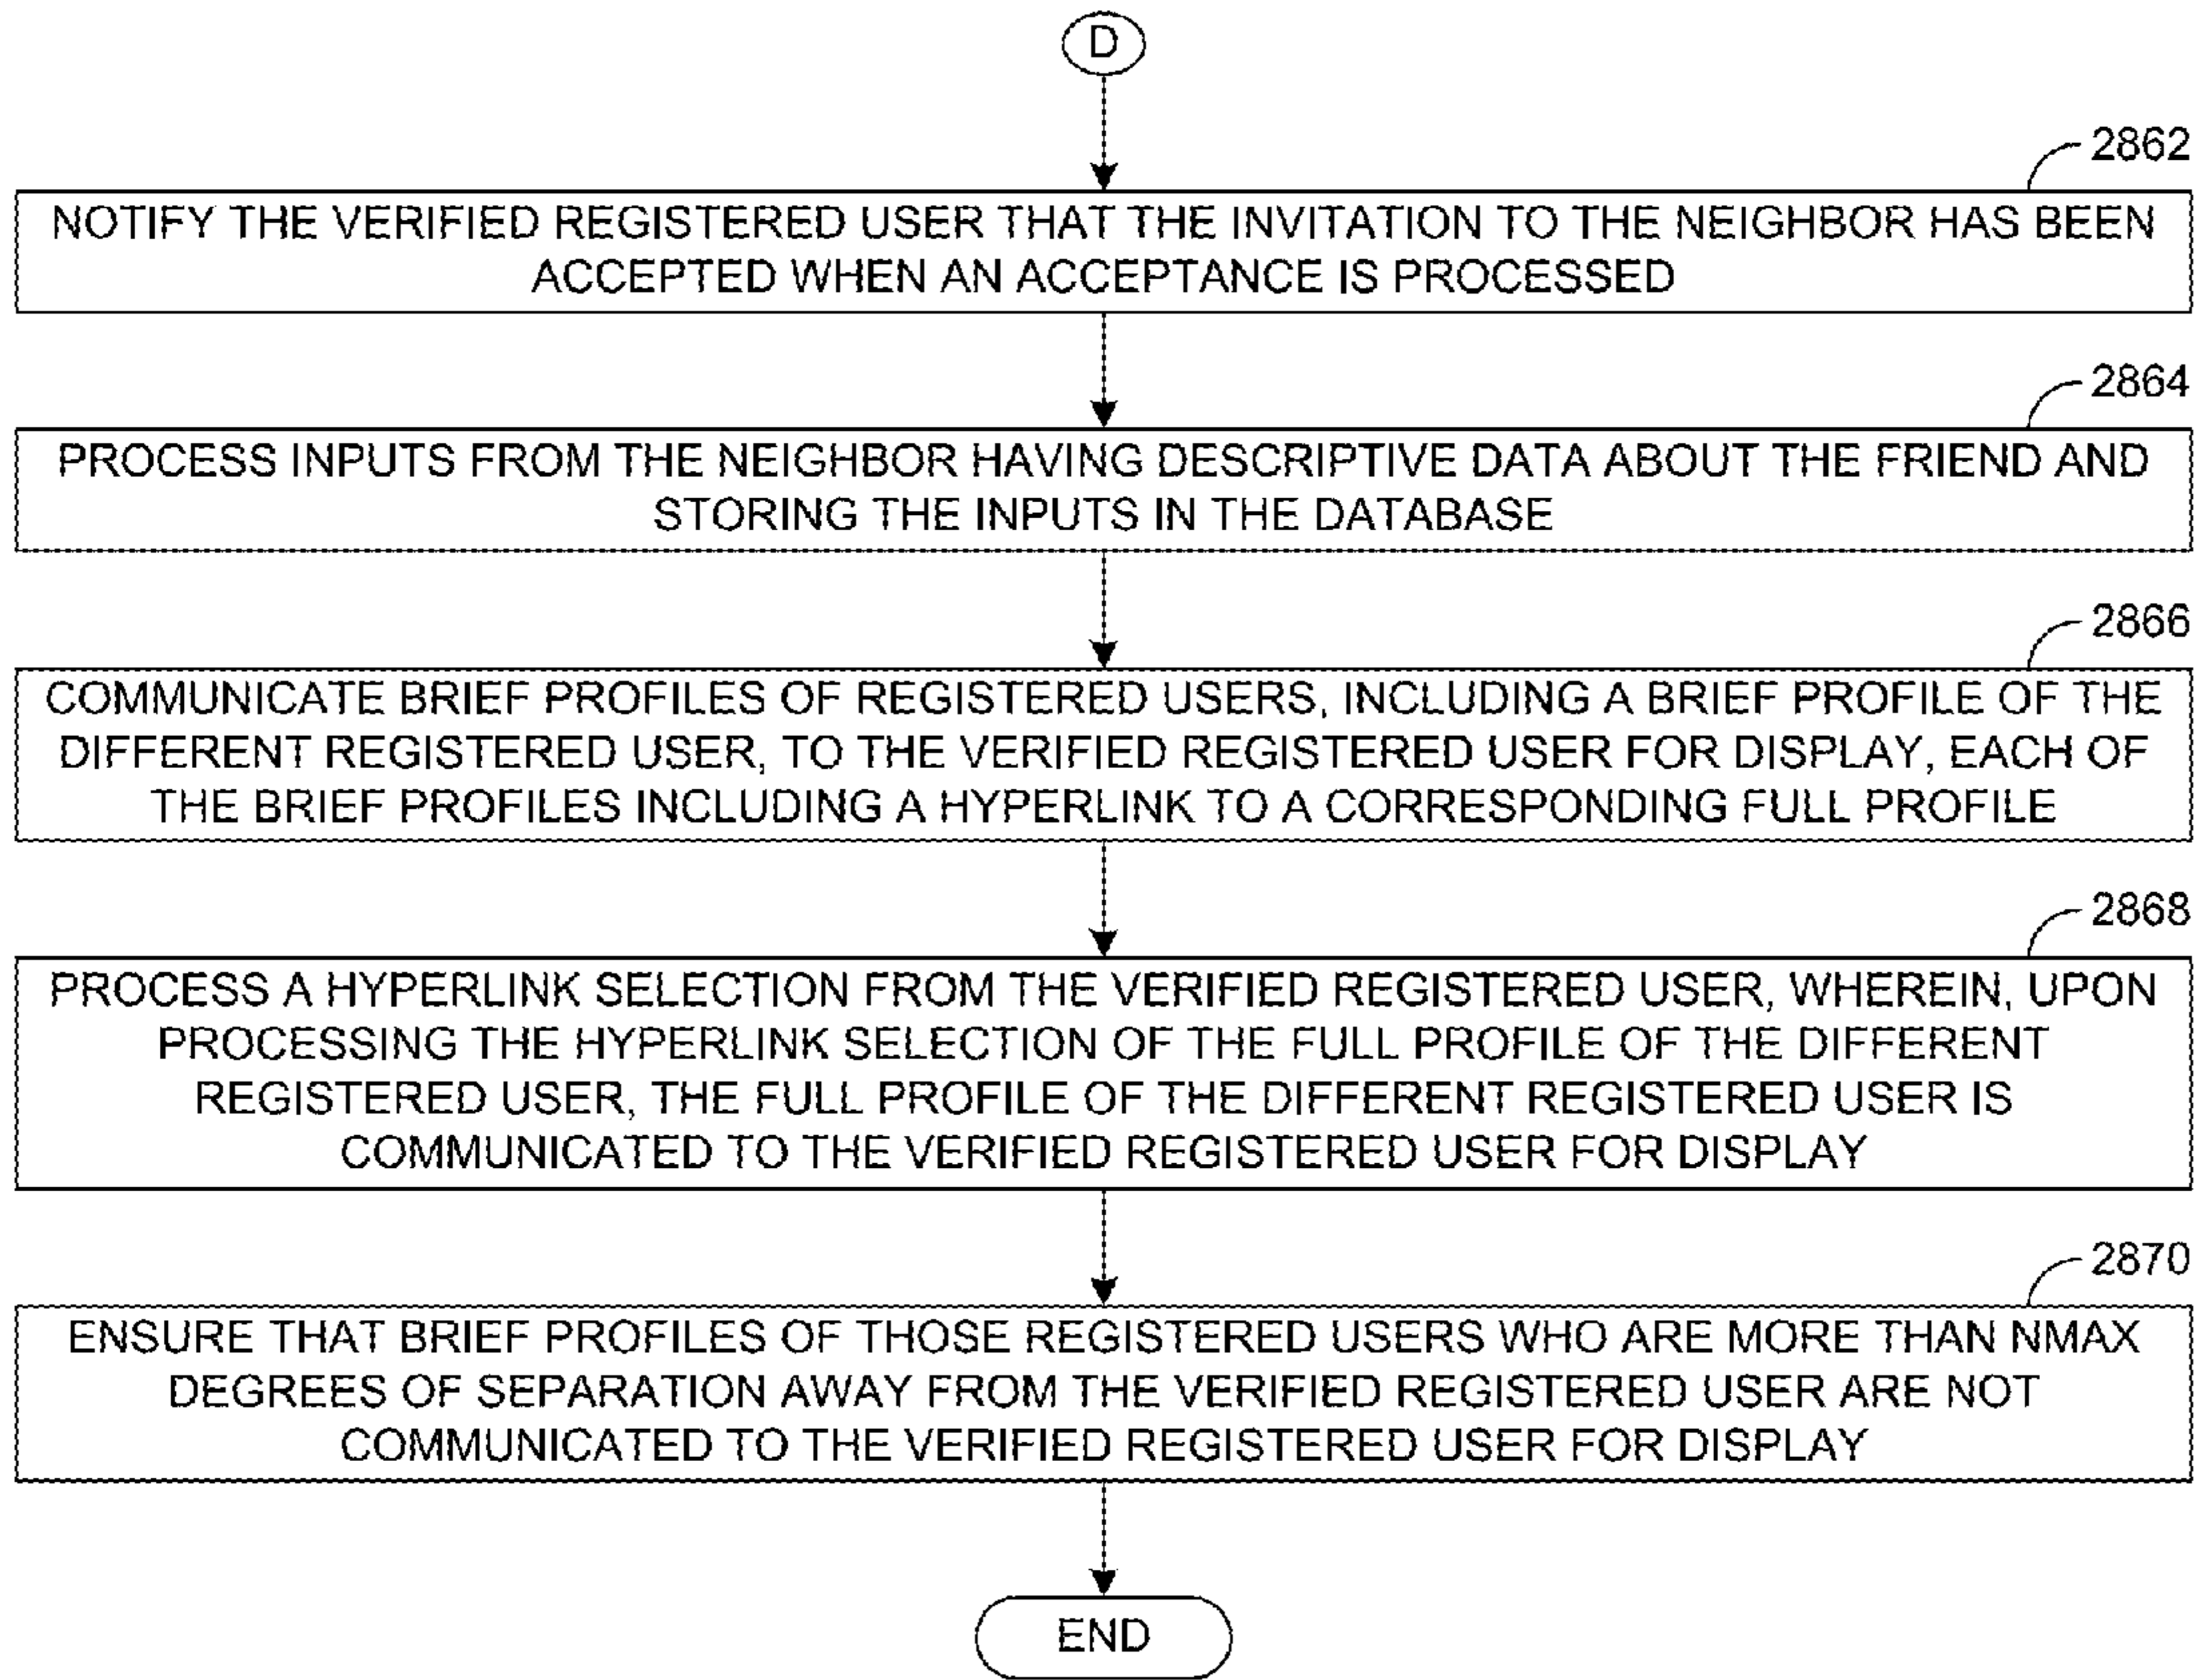 D
2862
NOTIFY THE VERIFIED REGISTERED USER THAT THE INVITATION TO THE NEIGHBOR HAS BEEN
ACCEPTED WHEN AN ACCEPTANCE IS PROCESSED
2864
PROCESS INPUTS FROM THE NEIGHBOR HAVING DESCRIPTIVE DATA ABOUT THE FRIEND AND
STORING THE INPUTS IN THE DATABASE
2866
COMMUNICATE BRIEF PROFILES OF REGISTERED USERS, INCLUDING A BRIEF PROFILE OF THE
DIFFERENT REGISTERED USER, TO THE VERIFIED REGISTERED USER FOR DISPLAY, EACH OF
THE BRIEF PROFILES INCLUDING A HYPERLINK TO A CORRESPONDING FULL PROFILE
2868
PROCESS A HYPERLINK SELECTION FROM THE VERIFIED REGISTERED USER, WHEREIN, UPON
PROCESSING THE HYPERLINK SELECTION OF THE FULL PROFILE OF THE DIFFERENT
REGISTERED USER, THE FULL PROFILE OF THE DIFFERENT REGISTERED USER IS
COMMUNICATED TO THE VERIFIED REGISTERED USER FOR DISPLAY
2870
ENSURE THAT BRIEF PROFILES OF THOSE REGISTERED USERS WHO ARE MORE THAN NMAX
DEGREES OF SEPARATION AWAY FROM THE VERIFIED REGISTERED USER ARE NOT
COMMUNICATED TO THE VERIFIED REGISTERED USER FOR DISPLAY
END